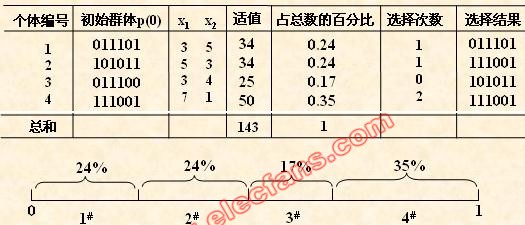 个体编号 初始群体p(0) x1 x2 适值 占总数的百分比 选择次数 选择结果
1 011101 3 5 34 0.24 1 011101
2 101011 5 3 34 0.24 1 111001
3 011100 3 4 25 0.17 0 101011
4 111001 7 1 50 0.35 2 111001
总和 143 1
24% 24% 17% 35%
0 1
1# 2# 3# 4#
www.elecfans.com